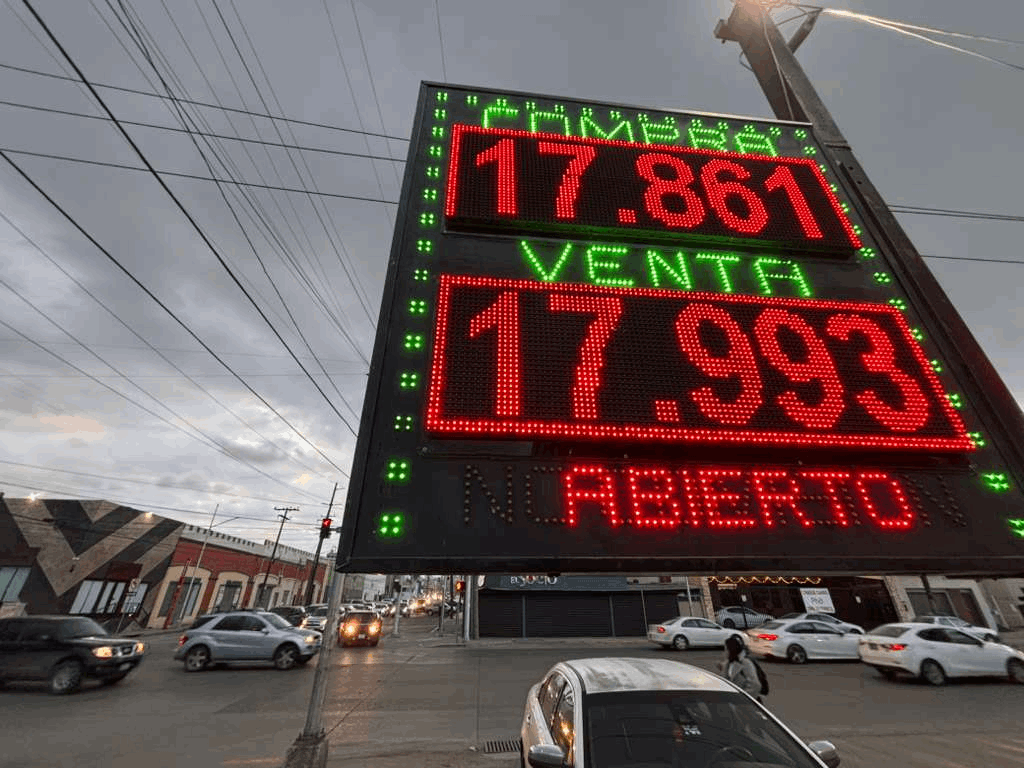 COMPRA
17.861
VENTA
17.993
ABIERTO